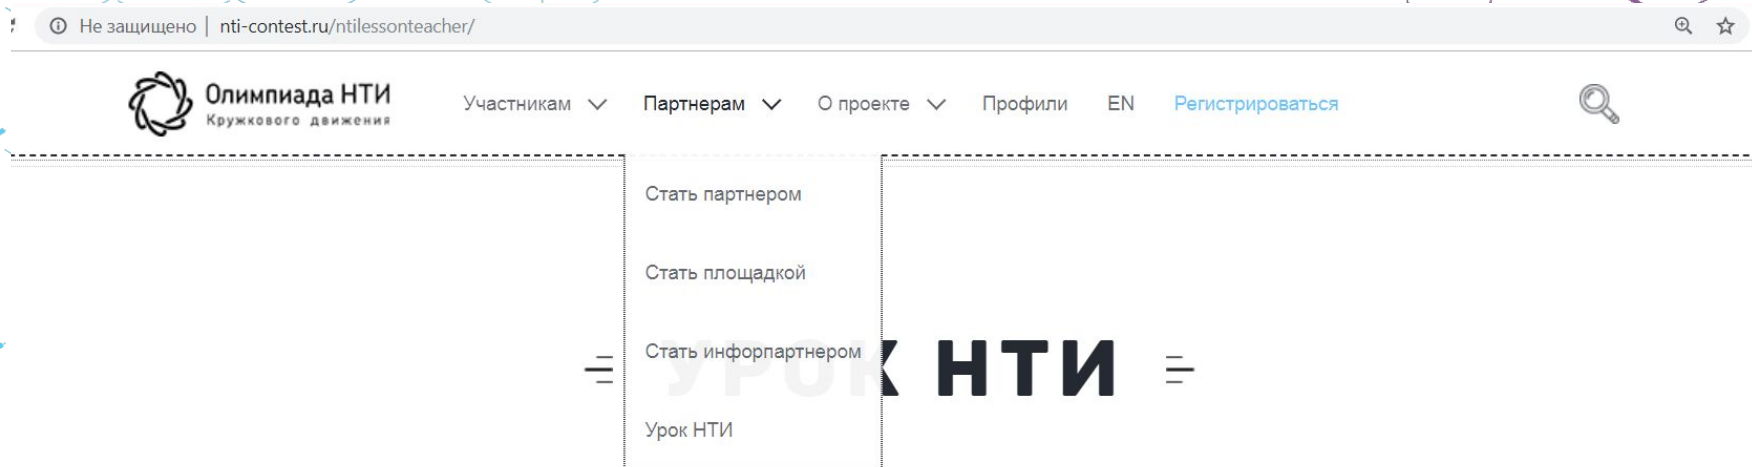 Не защищено | nti-contest.ru/ntilessonteacher/
Олимпиада НТИ
Кружкового движения
Участникам Партнерам О проекте Профили EN Регистрироваться
Стать партнером
Стать площадкой
Стать инфорпартнером
УРОК НТИ
Урок НТИ